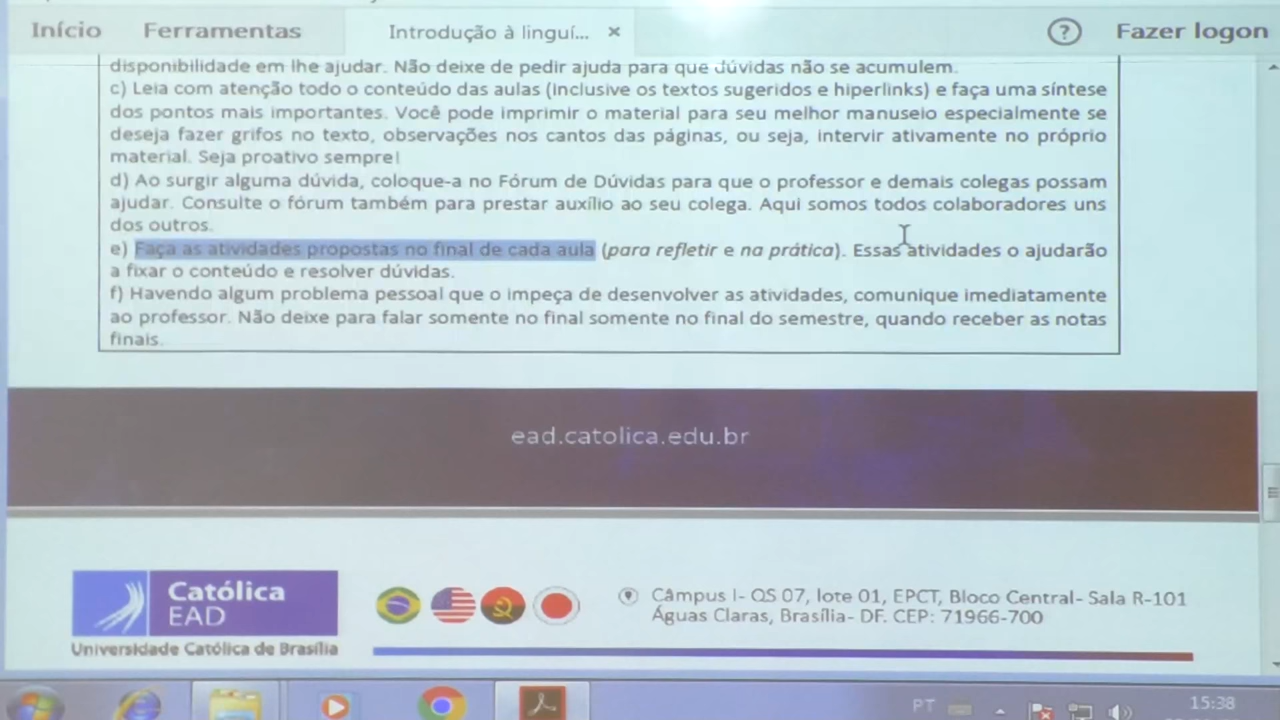 Início Ferramentas Introdução à linguí... × ? Fazer logon
disponibilidade em lhe ajudar. Não deixe de pedir ajuda para que dúvidas não se acumulem.
c) Leia com atenção todo o conteúdo das aulas (inclusive os textos sugeridos e hiperlinks) e faça uma síntese
dos pontos mais importantes. Você pode imprimir o material para seu melhor manuseio especialmente se
deseja fazer grifos no texto, observações nos cantos das páginas, ou seja, intervir ativamente no próprio
material. Seja proativo sempre!
d) Ao surgir alguma dúvida, coloque-a no Fórum de Dúvidas para que o professor e demais colegas possam
ajudar. Consulte o fórum também para prestar auxílio ao seu colega. Aqui somos todos colaboradores uns
dos outros.
e) Faça as atividades propostas no final de cada aula (para refletir e na prática). Essas atividades o ajudarão
a fixar o conteúdo e resolver dúvidas.
f) Havendo algum problema pessoal que o impeça de desenvolver as atividades, comunique imediatamente
ao professor. Não deixe para falar somente no final somente no final do semestre, quando receber as notas
finais.
ead.catolica.edu.br
Católica
EAD
Universidade Católica de Brasília
Câmpus I- QS 07, lote 01, EPCT, Bloco Central- Sala R-101
Águas Claras, Brasília- DF. CEP: 71966-700
PT 15:38